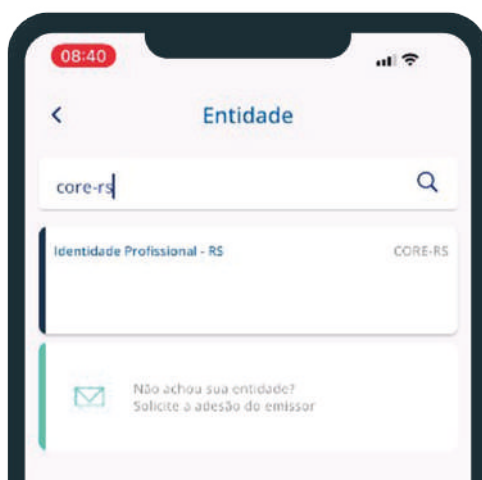 08:40
Entidade
core-rs
Identidade Profissional - RS CORE-RS
Não achou sua entidade?
Solicite a adesão do emissor